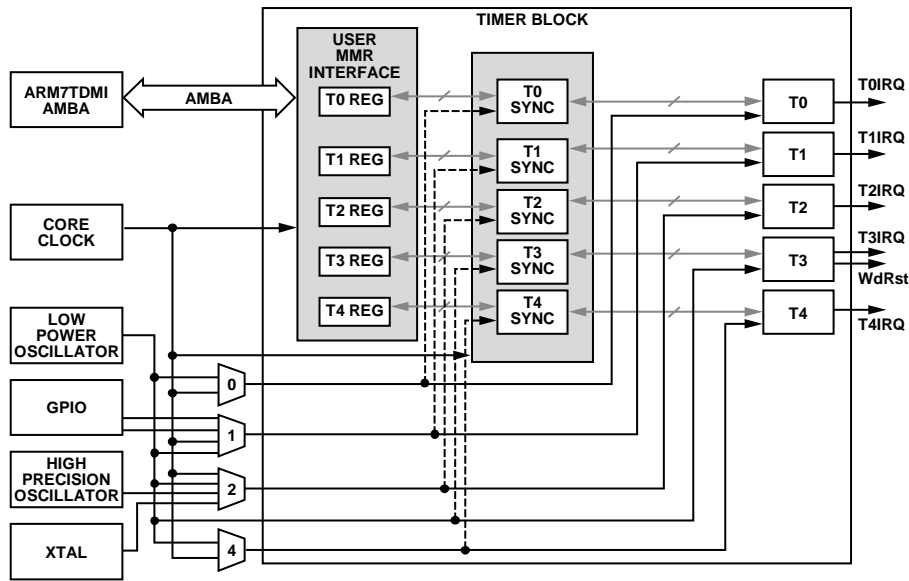 TIMER BLOCK
USER
MMR
INTERFACE
ARM7TDMI
AMBA
AMBA
T0 REG
T0
SYNC
T0
T0IRQ
T1 REG
T1
SYNC
T1
T1IRQ
T2 REG
T2
SYNC
T2
T2IRQ
CORE
CLOCK
T3 REG
T3
SYNC
T3
T3IRQ
WdRst
T4 REG
T4
SYNC
T4
T4IRQ
LOW
POWER
OSCILLATOR
0
GPIO
1
HIGH
PRECISION
OSCILLATOR
2
XTAL
4